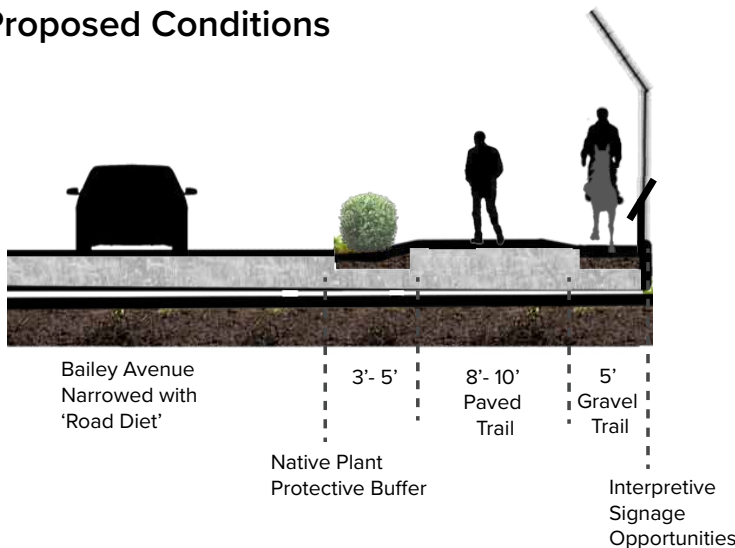 Proposed Conditions
Bailey Avenue
Narrowed with
‘Road Diet’
3’- 5’
8’- 10’
Paved
Trail
5’
Gravel
Trail
Native Plant
Protective Buffer
Interpretive
Signage
Opportunities